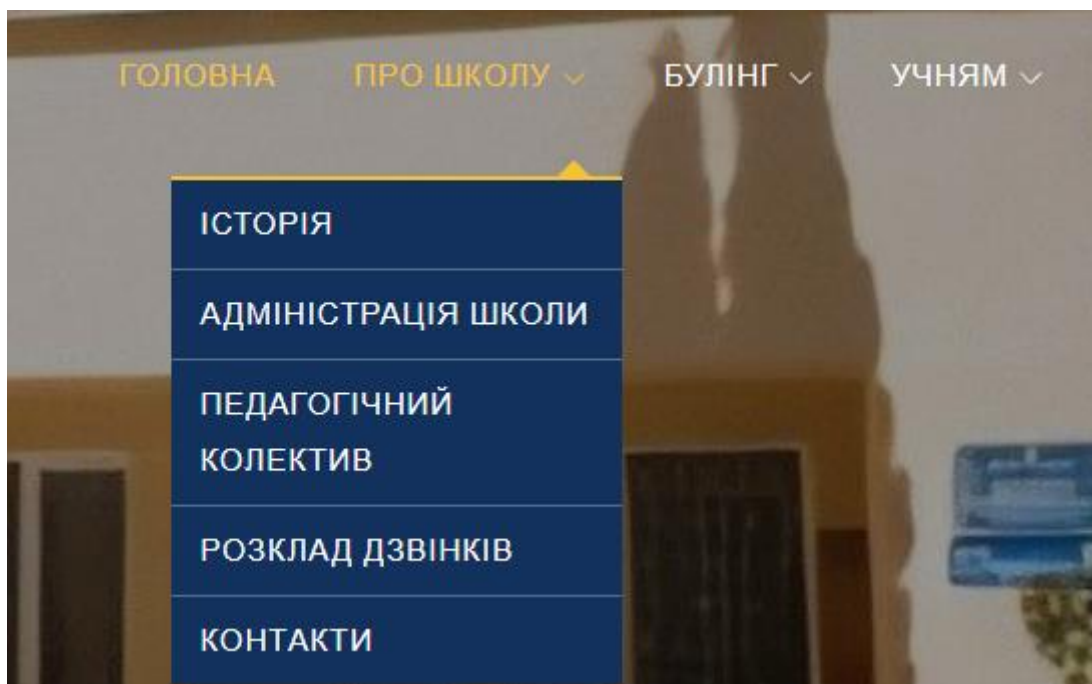 ГОЛОВНА ПРО ШКОЛУ БУЛІНГ УЧНЯМ
ІСТОРІЯ
АДМІНІСТРАЦІЯ ШКОЛИ
ПЕДАГОГІЧНИЙ
КОЛЕКТИВ
РОЗКЛАД ДЗВІНКІВ
КОНТАКТИ